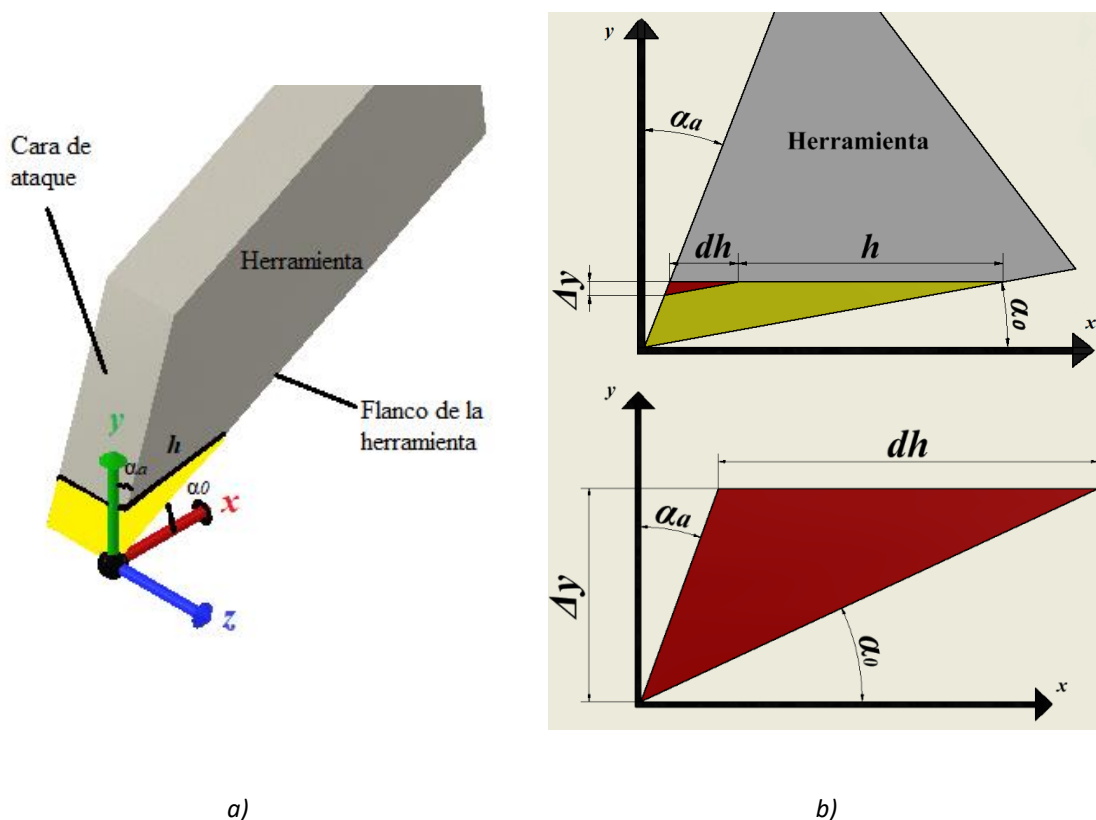 Cara de
ataque
Herramienta
Flanco de la
herramienta
y
αa
h
α0
x
z
y
αa
Herramienta
dh
h
Δy
α0
x
y
dh
αa
Δy
α0
x
a)
b)